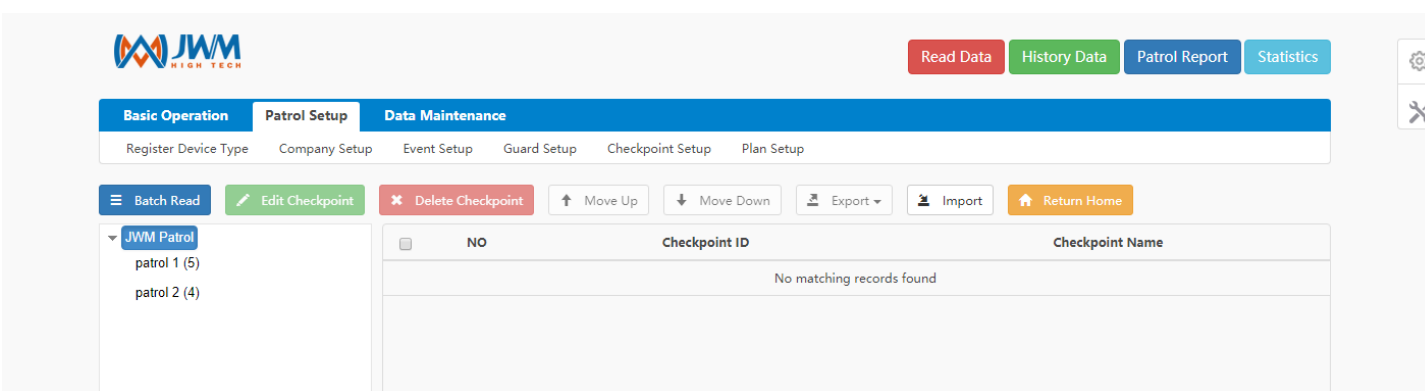 JWM
HIGH TECH
Read Data History Data Patrol Report Statistics
Basic Operation Patrol Setup Data Maintenance
Register Device Type Company Setup Event Setup Guard Setup Checkpoint Setup Plan Setup
Batch Read Edit Checkpoint Delete Checkpoint Move Up Move Down Export Import Return Home
JWM Patrol
patrol 1 (5)
patrol 2 (4)
NO Checkpoint ID Checkpoint Name
No matching records found